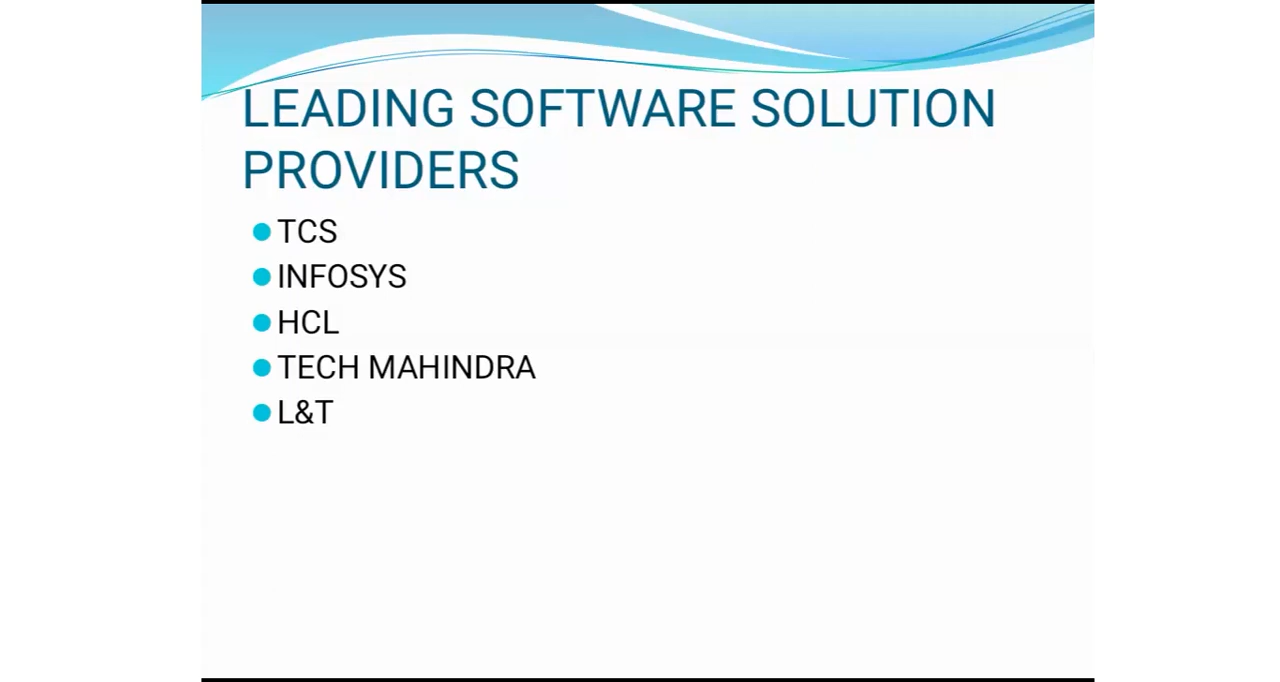 LEADING SOFTWARE SOLUTION
PROVIDERS
TCS
INFOSYS
HCL
TECH MAHINDRA
L&T